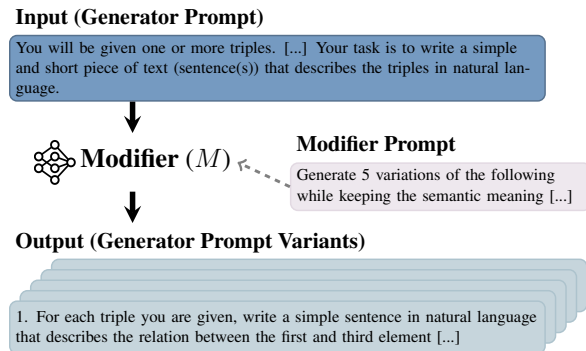 Input (Generator Prompt)
You will be given one or more triples. [...] Your task is to write a simple
and short piece of text (sentence(s)) that describes the triples in natural lan-
guage.
Modifier (M)
Modifier Prompt
Generate 5 variations of the following
while keeping the semantic meaning [...]
Output (Generator Prompt Variants)
1. For each triple you are given, write a simple sentence in natural language
that describes the relation between the first and third element [...]